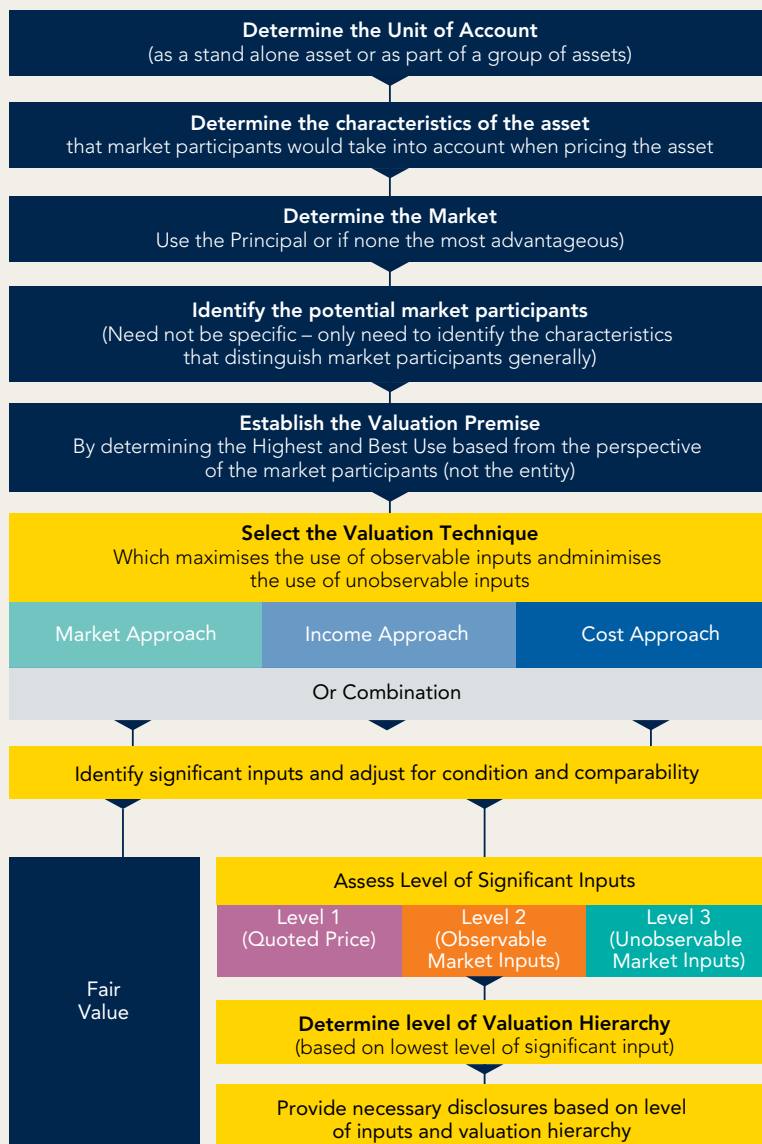 Determine the Unit of Account
(as a stand alone asset or as part of a group of assets)
Determine the characteristics of the asset
that market participants would take into account when pricing the asset
Determine the Market
Use the Principal or if none the most advantageous)
Identify the potential market participants
(Need not be specific – only need to identify the characteristics
that distinguish market participants generally)
Establish the Valuation Premise
By determining the Highest and Best Use based from the perspective
of the market participants (not the entity)
Select the Valuation Technique
Which maximises the use of observable inputs andminimises
the use of unobservable inputs
Market Approach
Income Approach
Cost Approach
Or Combination
Identify significant inputs and adjust for condition and comparability
Fair
Value
Assess Level of Significant Inputs
Level 1
(Quoted Price)
Level 2
(Observable
Market Inputs)
Level 3
(Unobservable
Market Inputs)
Determine level of Valuation Hierarchy
(based on lowest level of significant input)
Provide necessary disclosures based on level
of inputs and valuation hierarchy